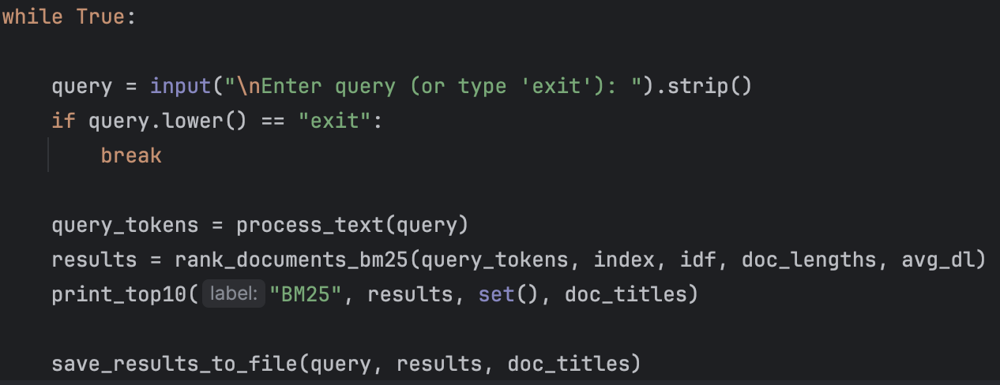 while True:
    query = input("\nEnter query (or type 'exit'): ").strip()
    if query.lower() == "exit":
        break
    query_tokens = process_text(query)
    results = rank_documents_bm25(query_tokens, index, idf, doc_lengths, avg_dl)
    print_top10( label: "BM25", results, set(), doc_titles)
    save_results_to_file(query, results, doc_titles)